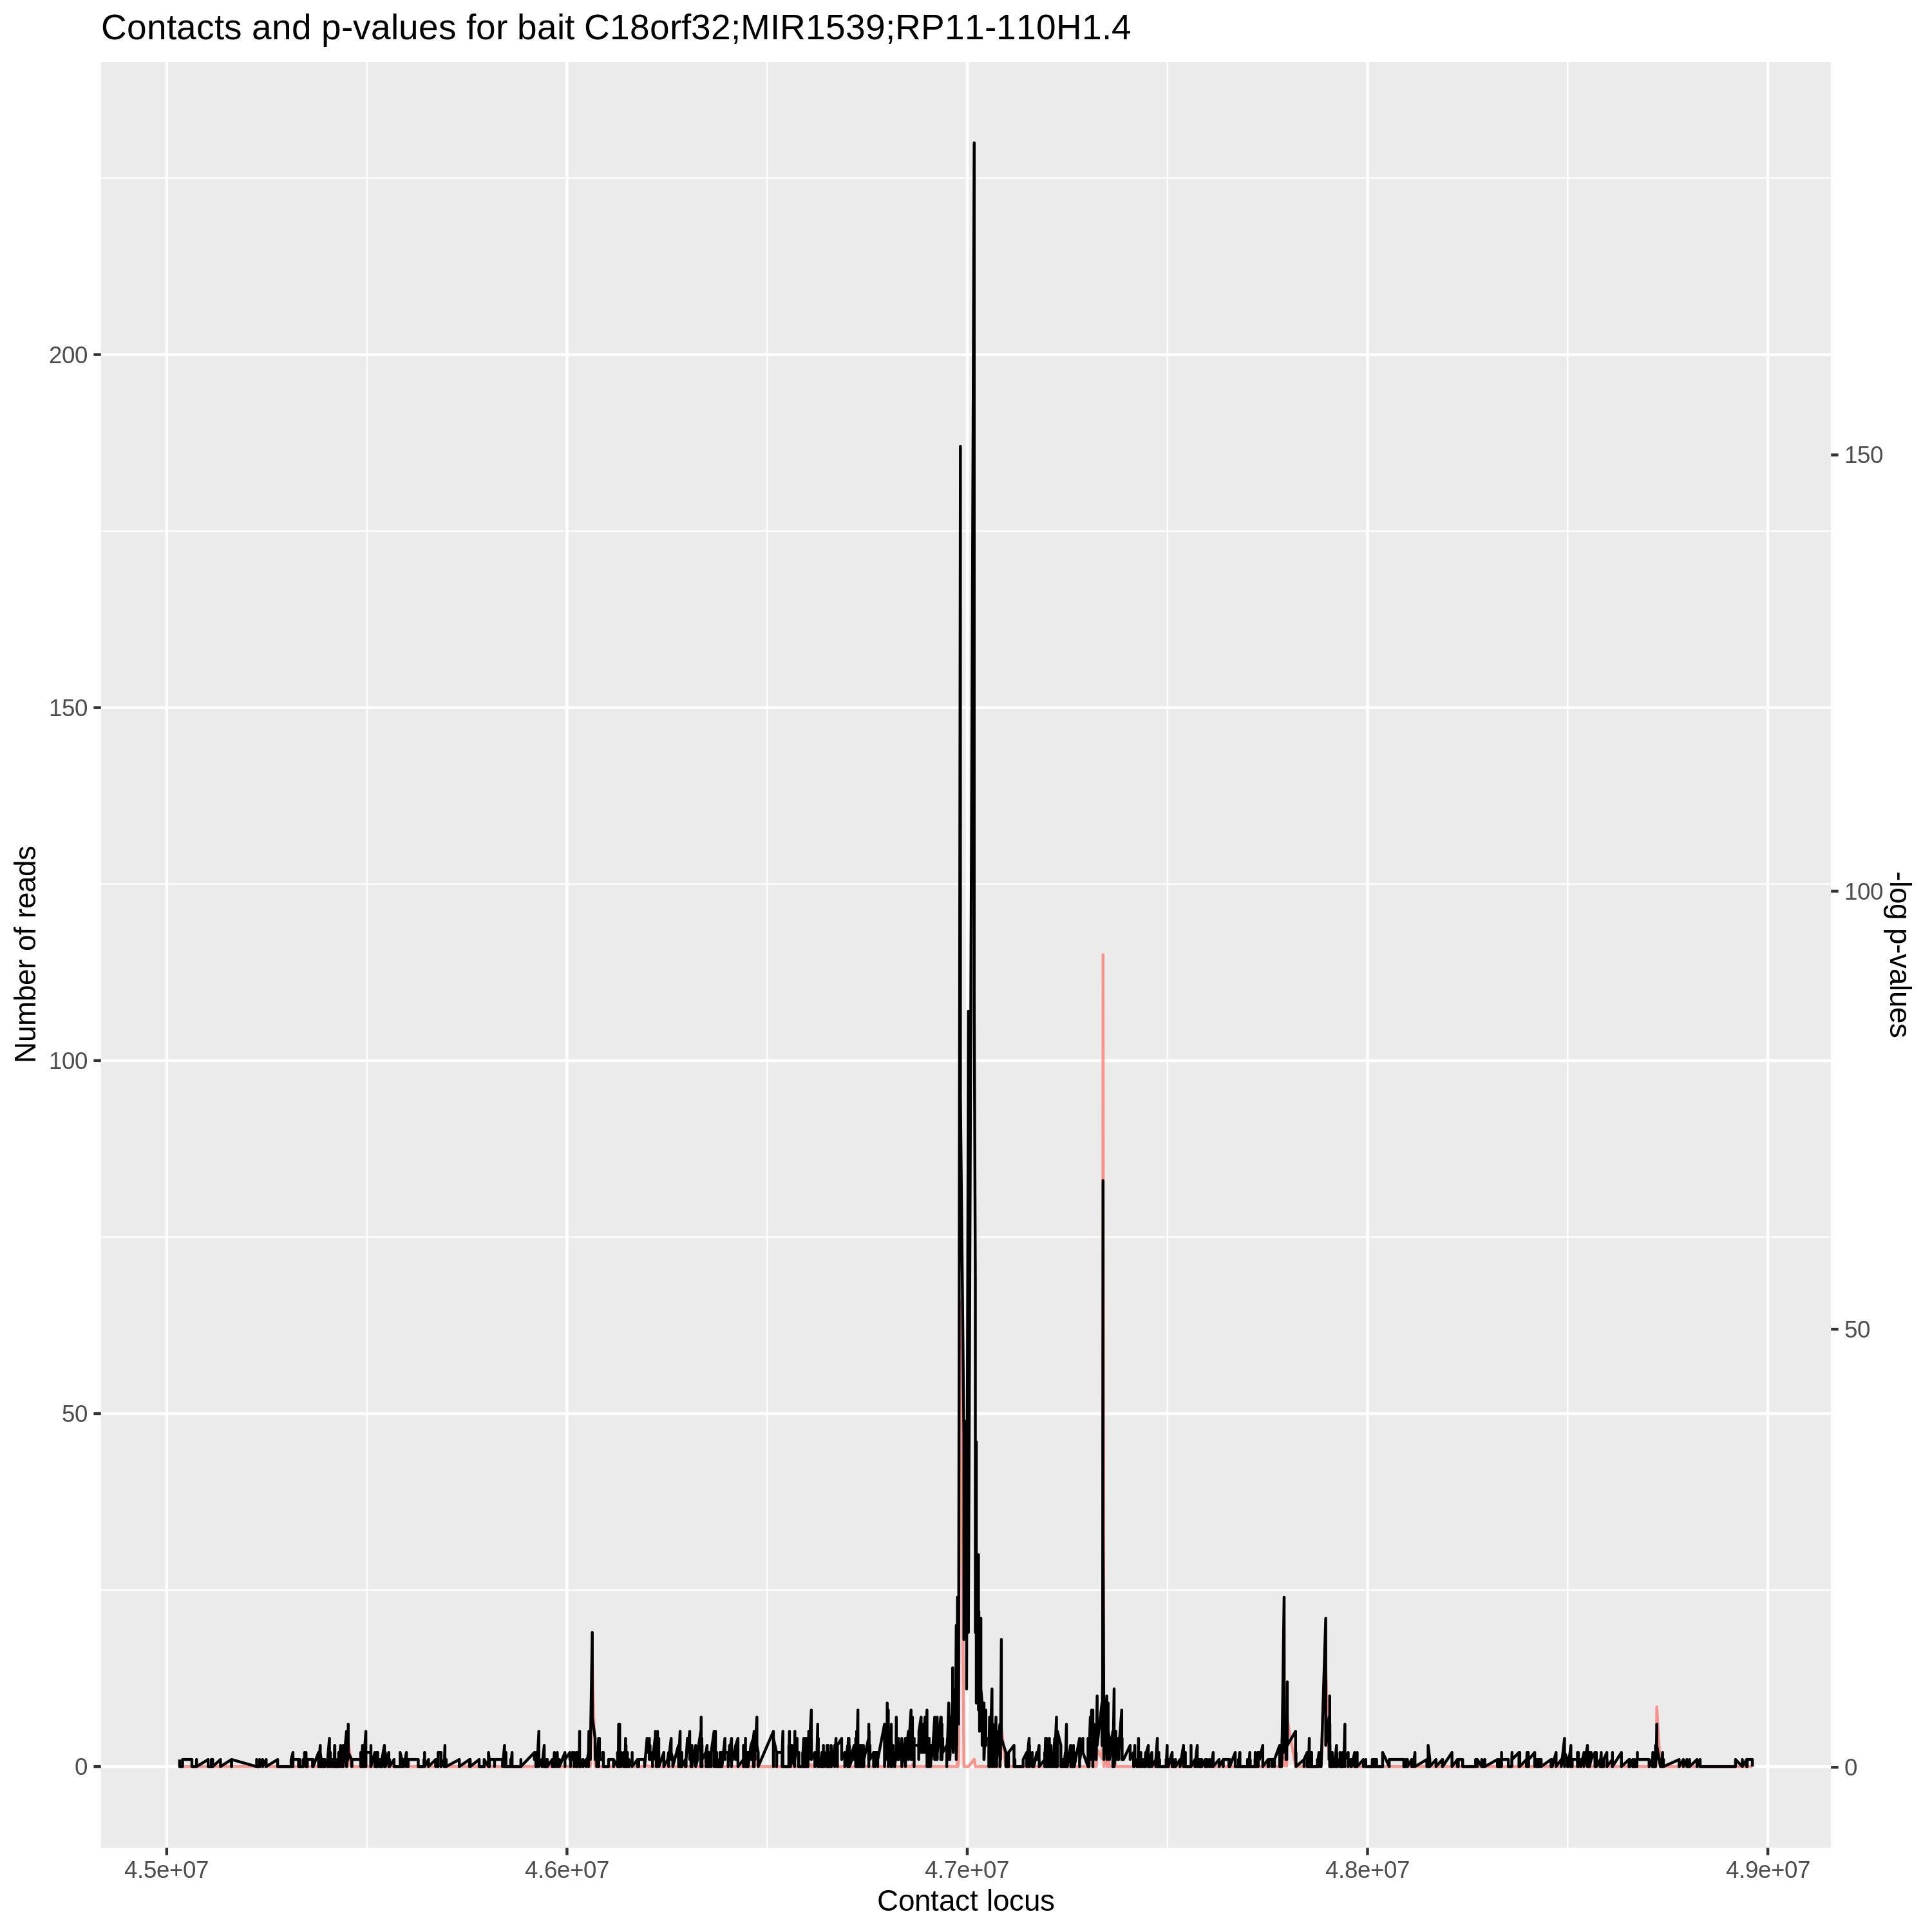 Contacts and p-values for bait C18orf32;MIR1539;RP11-110H1.4
Number of reads
200
150
100
50
0
150
100
50
0
-log p-values
4.5e+07
4.6e+07
4.7e+07
4.8e+07
4.9e+07
Contact locus